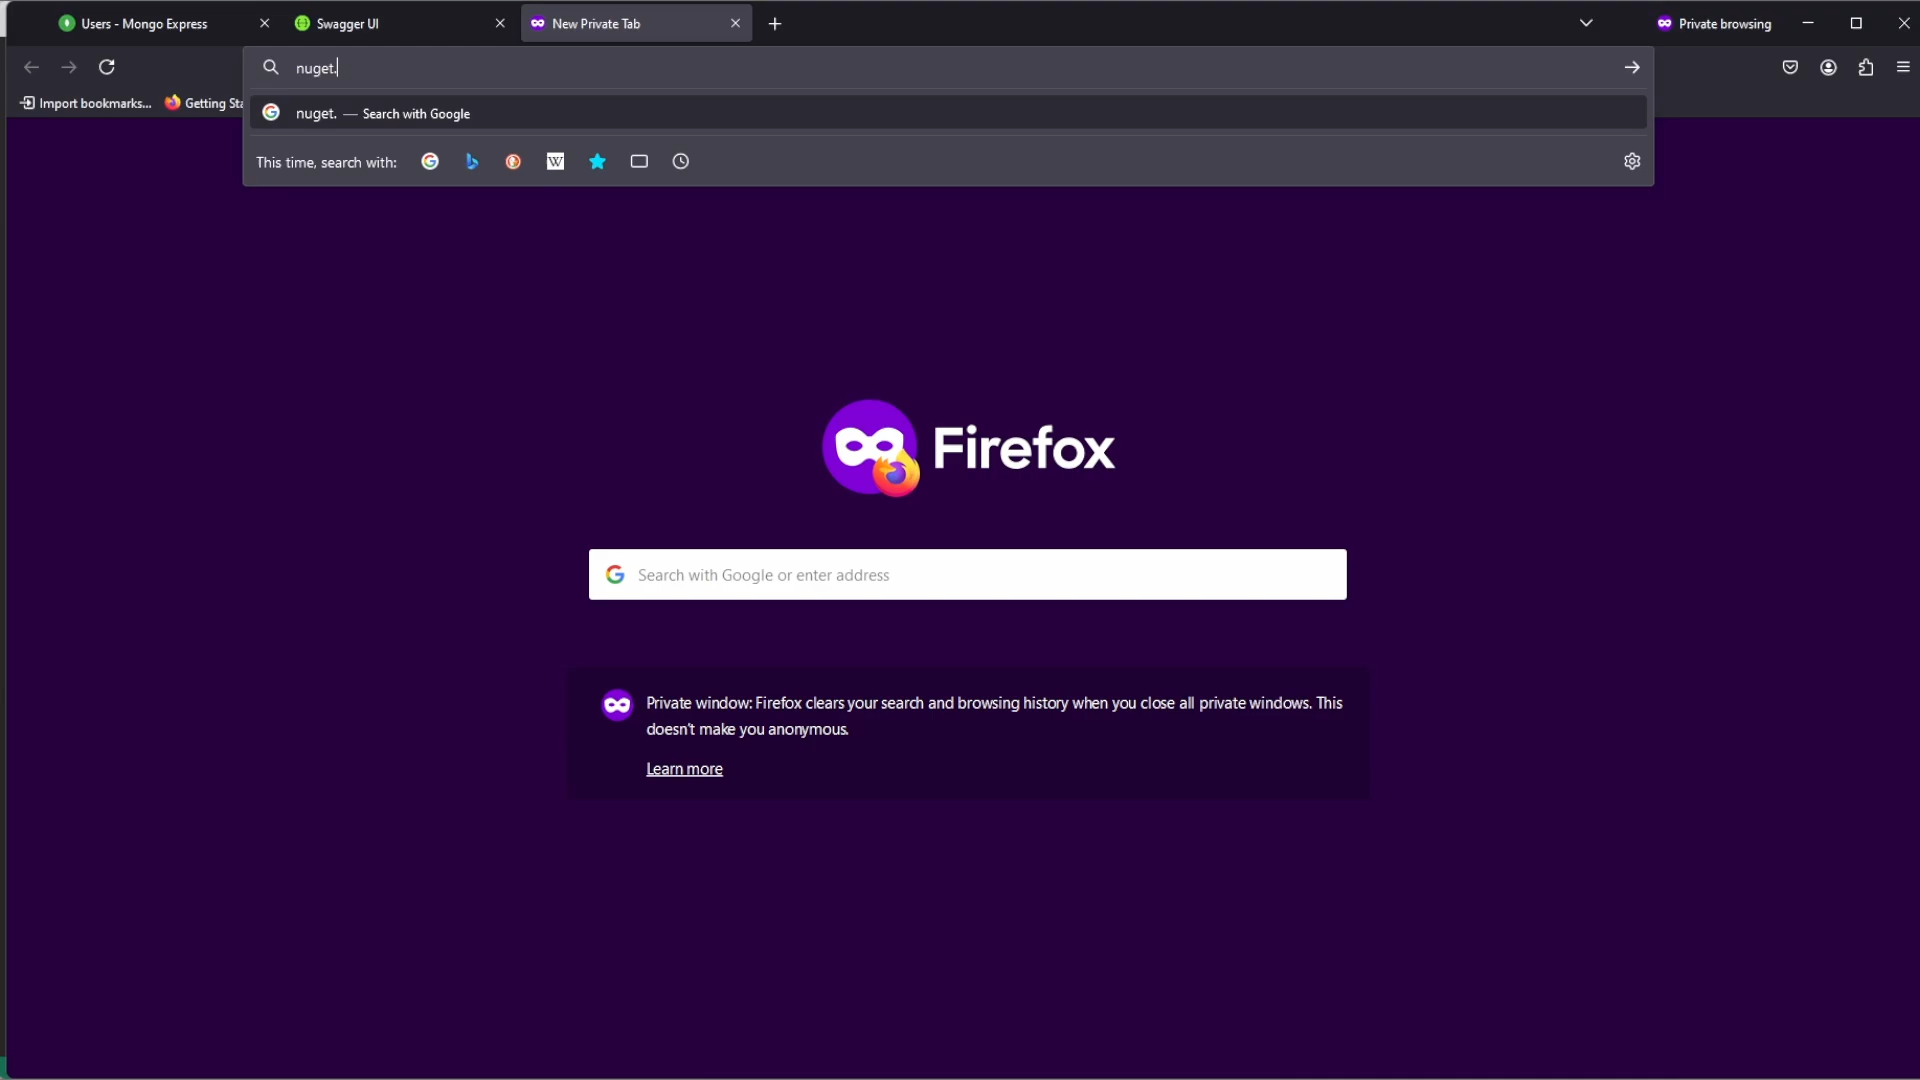 Users - Mongo Express
Swagger UI
New Private Tab
Private browsing
nuget.
Import bookmarks...
Getting Sta
nuget. — Search with Google
This time, search with:
W
Firefox
Search with Google or enter address
Private window: Firefox clears your search and browsing history when you close all private windows. This
doesn't make you anonymous.
Learn more